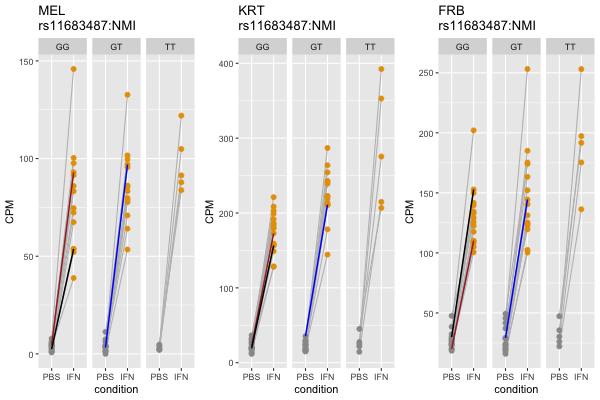 MEL
rs11683487:NMI
GG GT TT
CPM
150
100
50
0
PBS IFN PBS IFN PBS IFN
condition
KRT
rs11683487:NMI
GG GT TT
CPM
400
300
200
100
0
PBS IFN PBS IFN PBS IFN
condition
FRB
rs11683487:NMI
GG GT TT
CPM
250
200
150
100
50
PBS IFN PBS IFN PBS IFN
condition